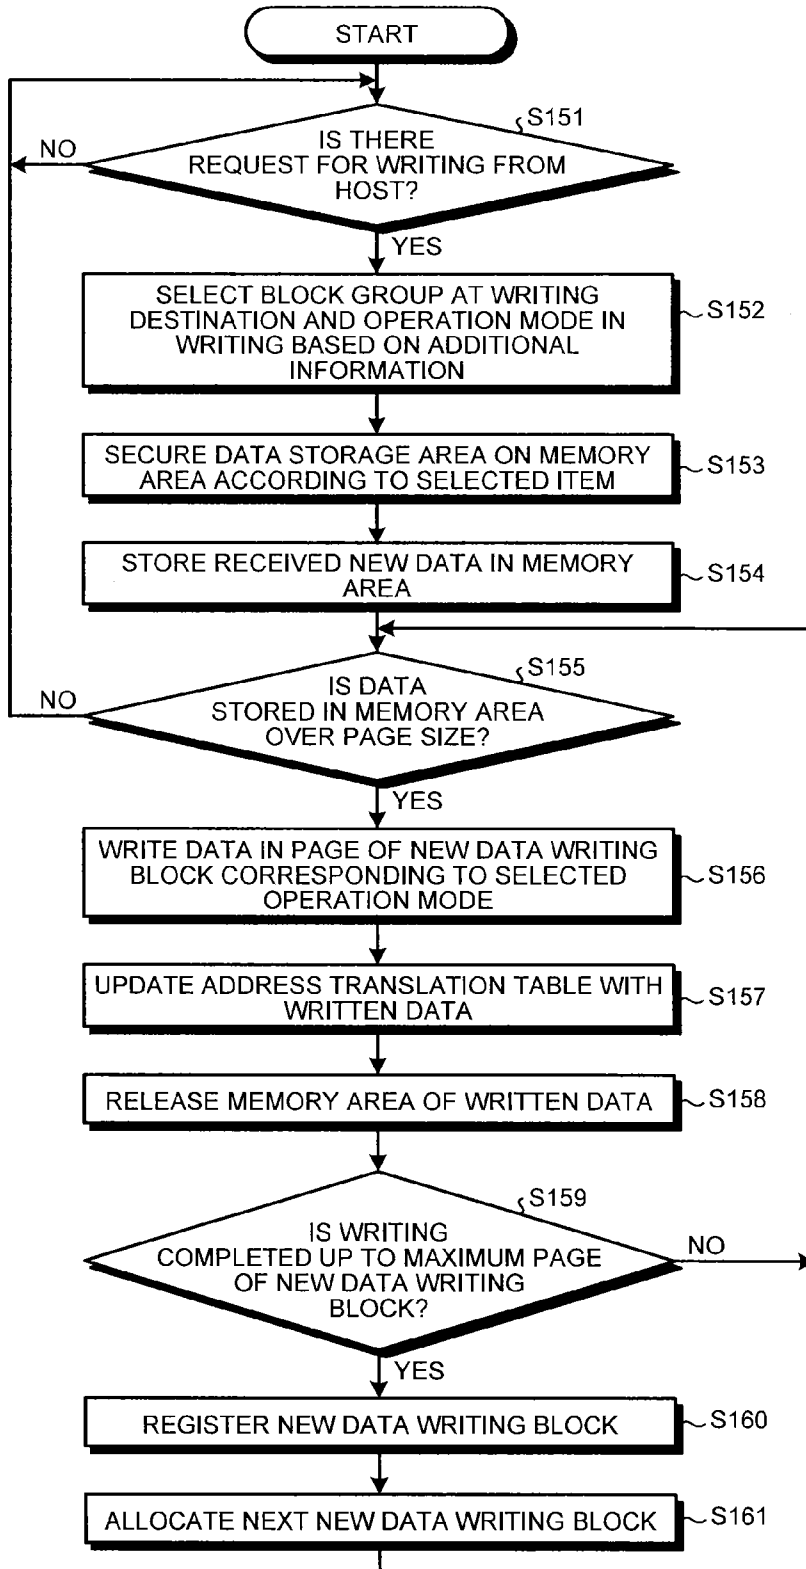 START
S151
IS THERE
REQUEST FOR WRITING FROM
HOST?
NO
YES
SELECT BLOCK GROUP AT WRITING
DESTINATION AND OPERATION MODE IN
WRITING BASED ON ADDITIONAL
INFORMATION
S152
SECURE DATA STORAGE AREA ON MEMORY
AREA ACCORDING TO SELECTED ITEM
S153
STORE RECEIVED NEW DATA IN MEMORY
AREA
S154
S155
IS DATA
STORED IN MEMORY AREA
OVER PAGE SIZE?
NO
YES
WRITE DATA IN PAGE OF NEW DATA WRITING
BLOCK CORRESPONDING TO SELECTED
OPERATION MODE
S156
UPDATE ADDRESS TRANSLATION TABLE WITH
WRITTEN DATA
S157
RELEASE MEMORY AREA OF WRITTEN DATA
S158
S159
IS WRITING
COMPLETED UP TO MAXIMUM PAGE
OF NEW DATA WRITING
BLOCK?
NO
YES
REGISTER NEW DATA WRITING BLOCK
S160
ALLOCATE NEXT NEW DATA WRITING BLOCK
S161